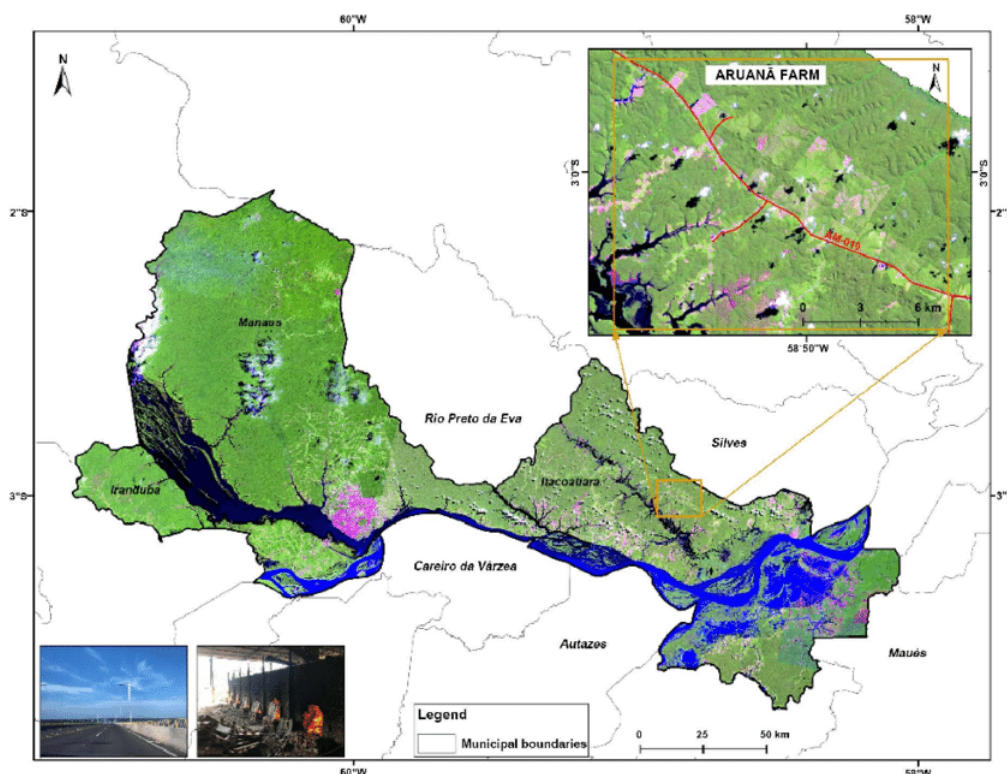 60°W
58°W
N
ARUANÃ FARM
N
3°0'S
3°0'S
AM-010
0 3 6 km
58°50'W
2°S
2°S
Manaus
Rio Preto da Eva
Silves
Iranduba
Itacoatiara
3°S
3°S
Careiro da Várzea
Autazes
Maués
Legend
Municipal boundaries
0 25 50 km
60°W
58°W